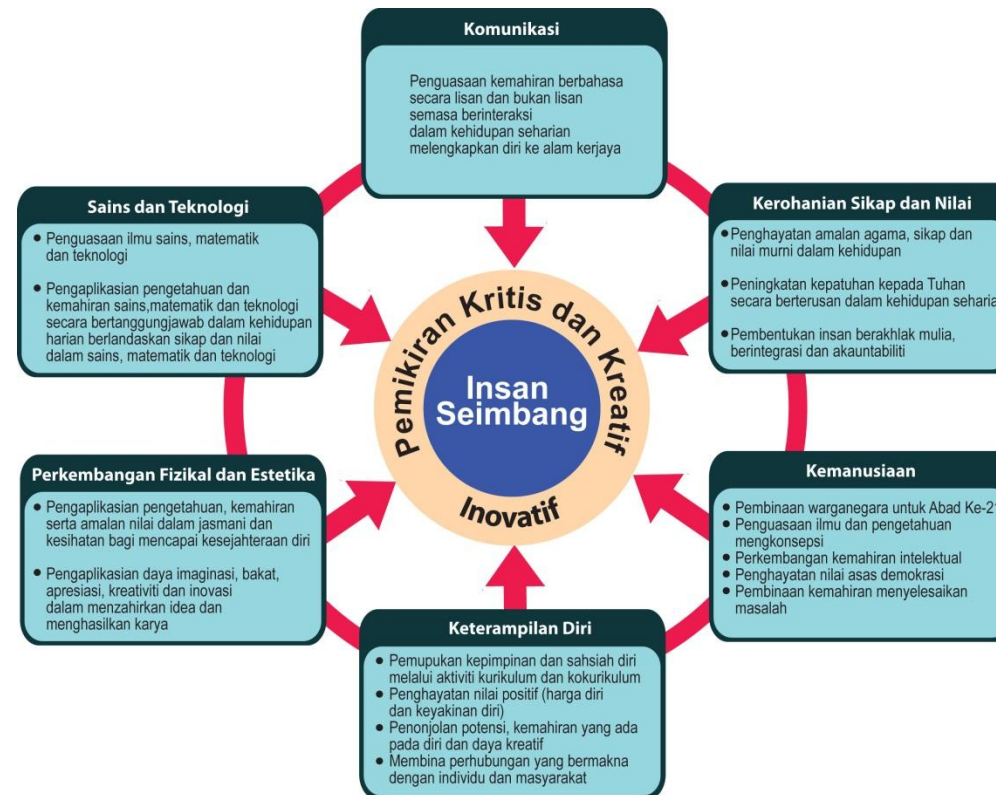 Komunikasi
Penguasaan kemahiran berbahasa
secara lisan dan bukan lisan
semasa berinteraksi
dalam kehidupan seharian
melengkapkan diri ke alam kerjaya
Sains dan Teknologi
● Penguasaan ilmu sains, matematik
dan teknologi
● Pengaplikasian pengetahuan dan
kemahiran sains,matematik dan teknologi
secara bertanggungjawab dalam kehidupan
harian berlandaskan sikap dan nilai
dalam sains, matematik dan teknologi
Kerohanian Sikap dan Nilai
● Penghayatan amalan agama, sikap dan
nilai murni dalam kehidupan
● Peningkatan kepatuhan kepada Tuhan
secara berterusan dalam kehidupan seharia
● Pembentukan insan berakhlak mulia,
berintegrasi dan akauntabiliti
Pemikiran Kritis dan Kreatif
Insan
Seimbang
Inovatif
Perkembangan Fizikal dan Estetika
● Pengaplikasian pengetahuan, kemahiran
serta amalan nilai dalam jasmani dan
kesihatan bagi mencapai kesejahteraan diri
● Pengaplikasian daya imaginasi, bakat,
apresiasi, kreativiti dan inovasi
dalam menzahirkan idea dan
menghasilkan karya
Kemanusiaan
● Pembinaan warganegara untuk Abad Ke-2
● Penguasaan ilmu dan pengetahuan
mengkonsepsi
● Perkembangan kemahiran intelektual
● Penghayatan nilai asas demokrasi
● Pembinaan kemahiran menyelesaikan
masalah
Keterampilan Diri
● Pemupukan kepimpinan dan sahsiah diri
melalui aktiviti kurikulum dan kokurikulum
● Penghayatan nilai positif (harga diri
dan keyakinan diri)
● Penonjolan potensi, kemahiran yang ada
pada diri dan daya kreatif
● Membina perhubungan yang bermakna
dengan individu dan masyarakat